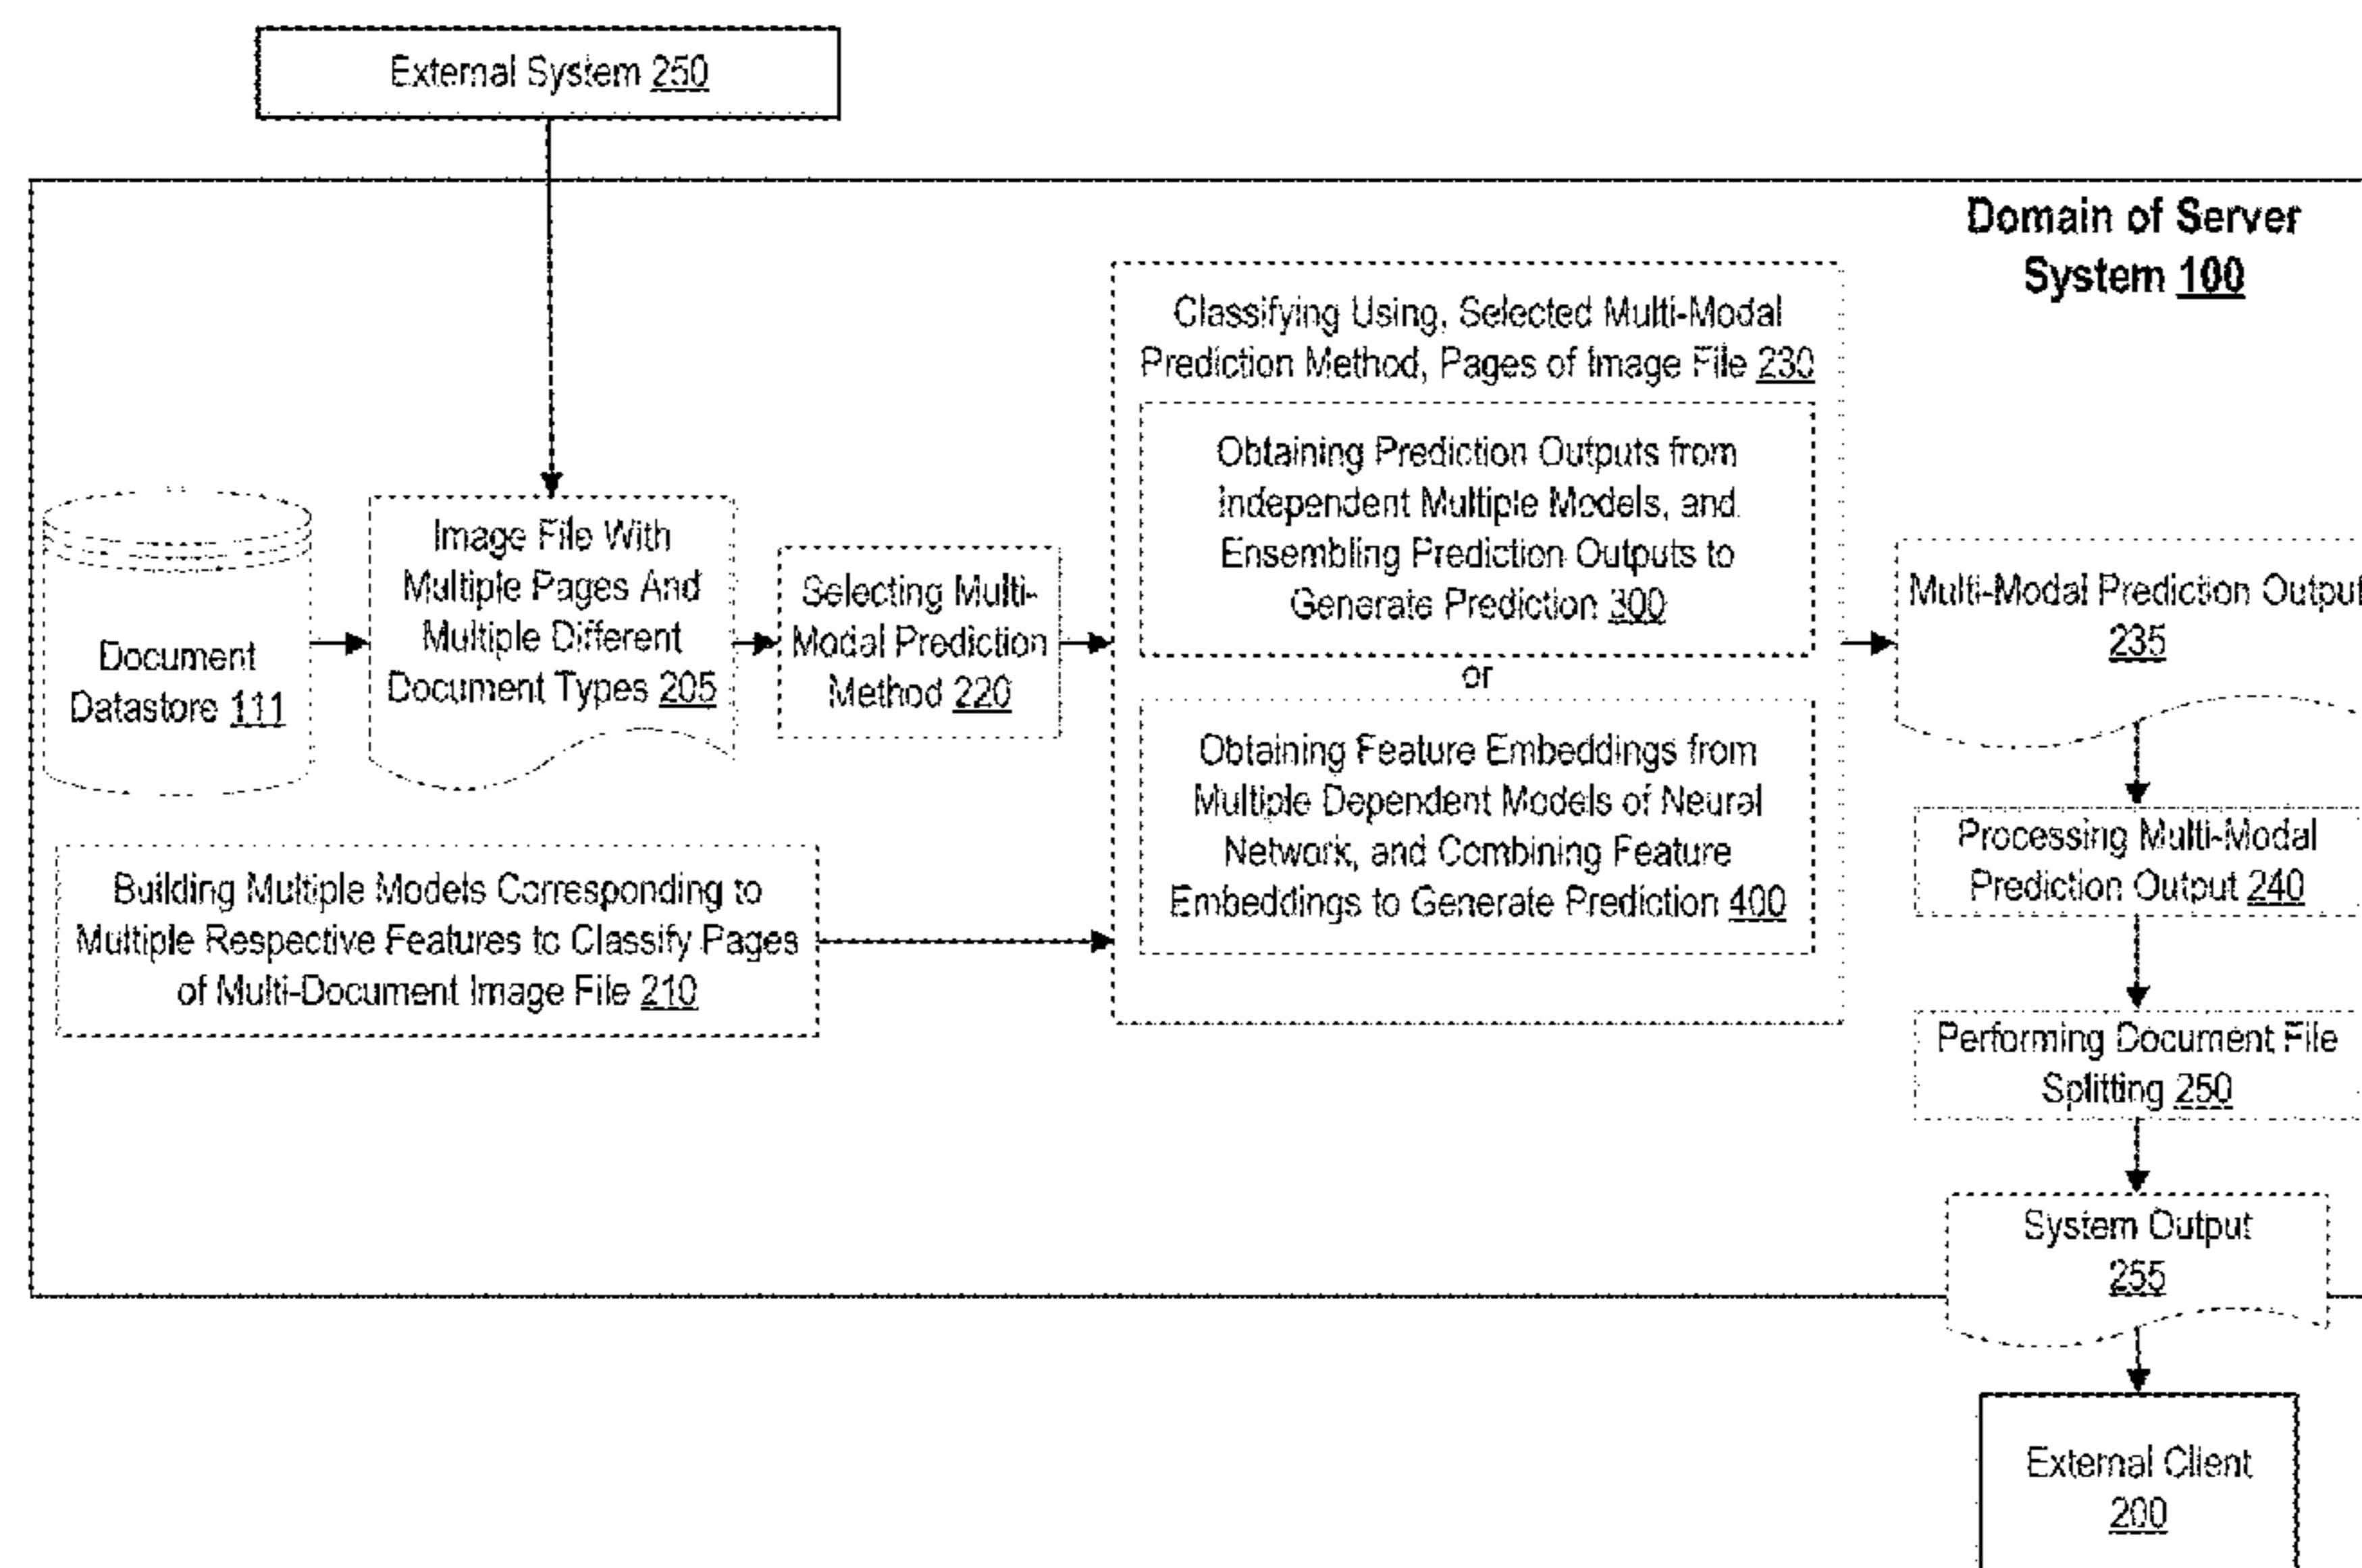 External System 250
Domain of Server
System 100
Classifying Using, Selected Multi-Modal
Prediction Method, Pages of Image File 230
Obtaining Prediction Outputs from
Independent Multiple Models, and
Ensembling Prediction Outputs to
Generate Prediction 300
or
Obtaining Feature Embeddings from
Multiple Dependent Models of Neural
Network, and Combining Feature
Embeddings to Generate Prediction 400
Document
Datastore 111
Image File With
Multiple Pages And
Multiple Different
Document Types 205
Selecting Multi-
Modal Prediction
Method 220
Building Multiple Models Corresponding to
Multiple Respective Features to Classify Pages
of Multi-Document Image File 210
Multi-Modal Prediction Output
235
Processing Multi-Modal
Prediction Output 240
Performing Document File
Splitting 250
System Output
255
External Client
200